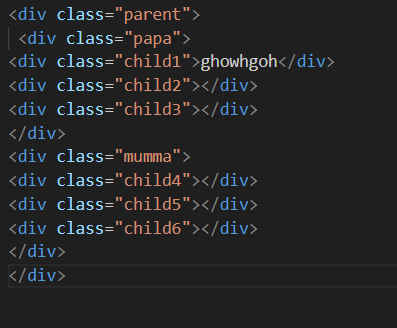 <div class="parent">
<div class="papa">
<div class="child1">ghowhgoh</div>
<div class="child2"></div>
<div class="child3"></div>
</div>
<div class="mumma">
<div class="child4"></div>
<div class="child5"></div>
<div class="child6"></div>
</div>
</div>